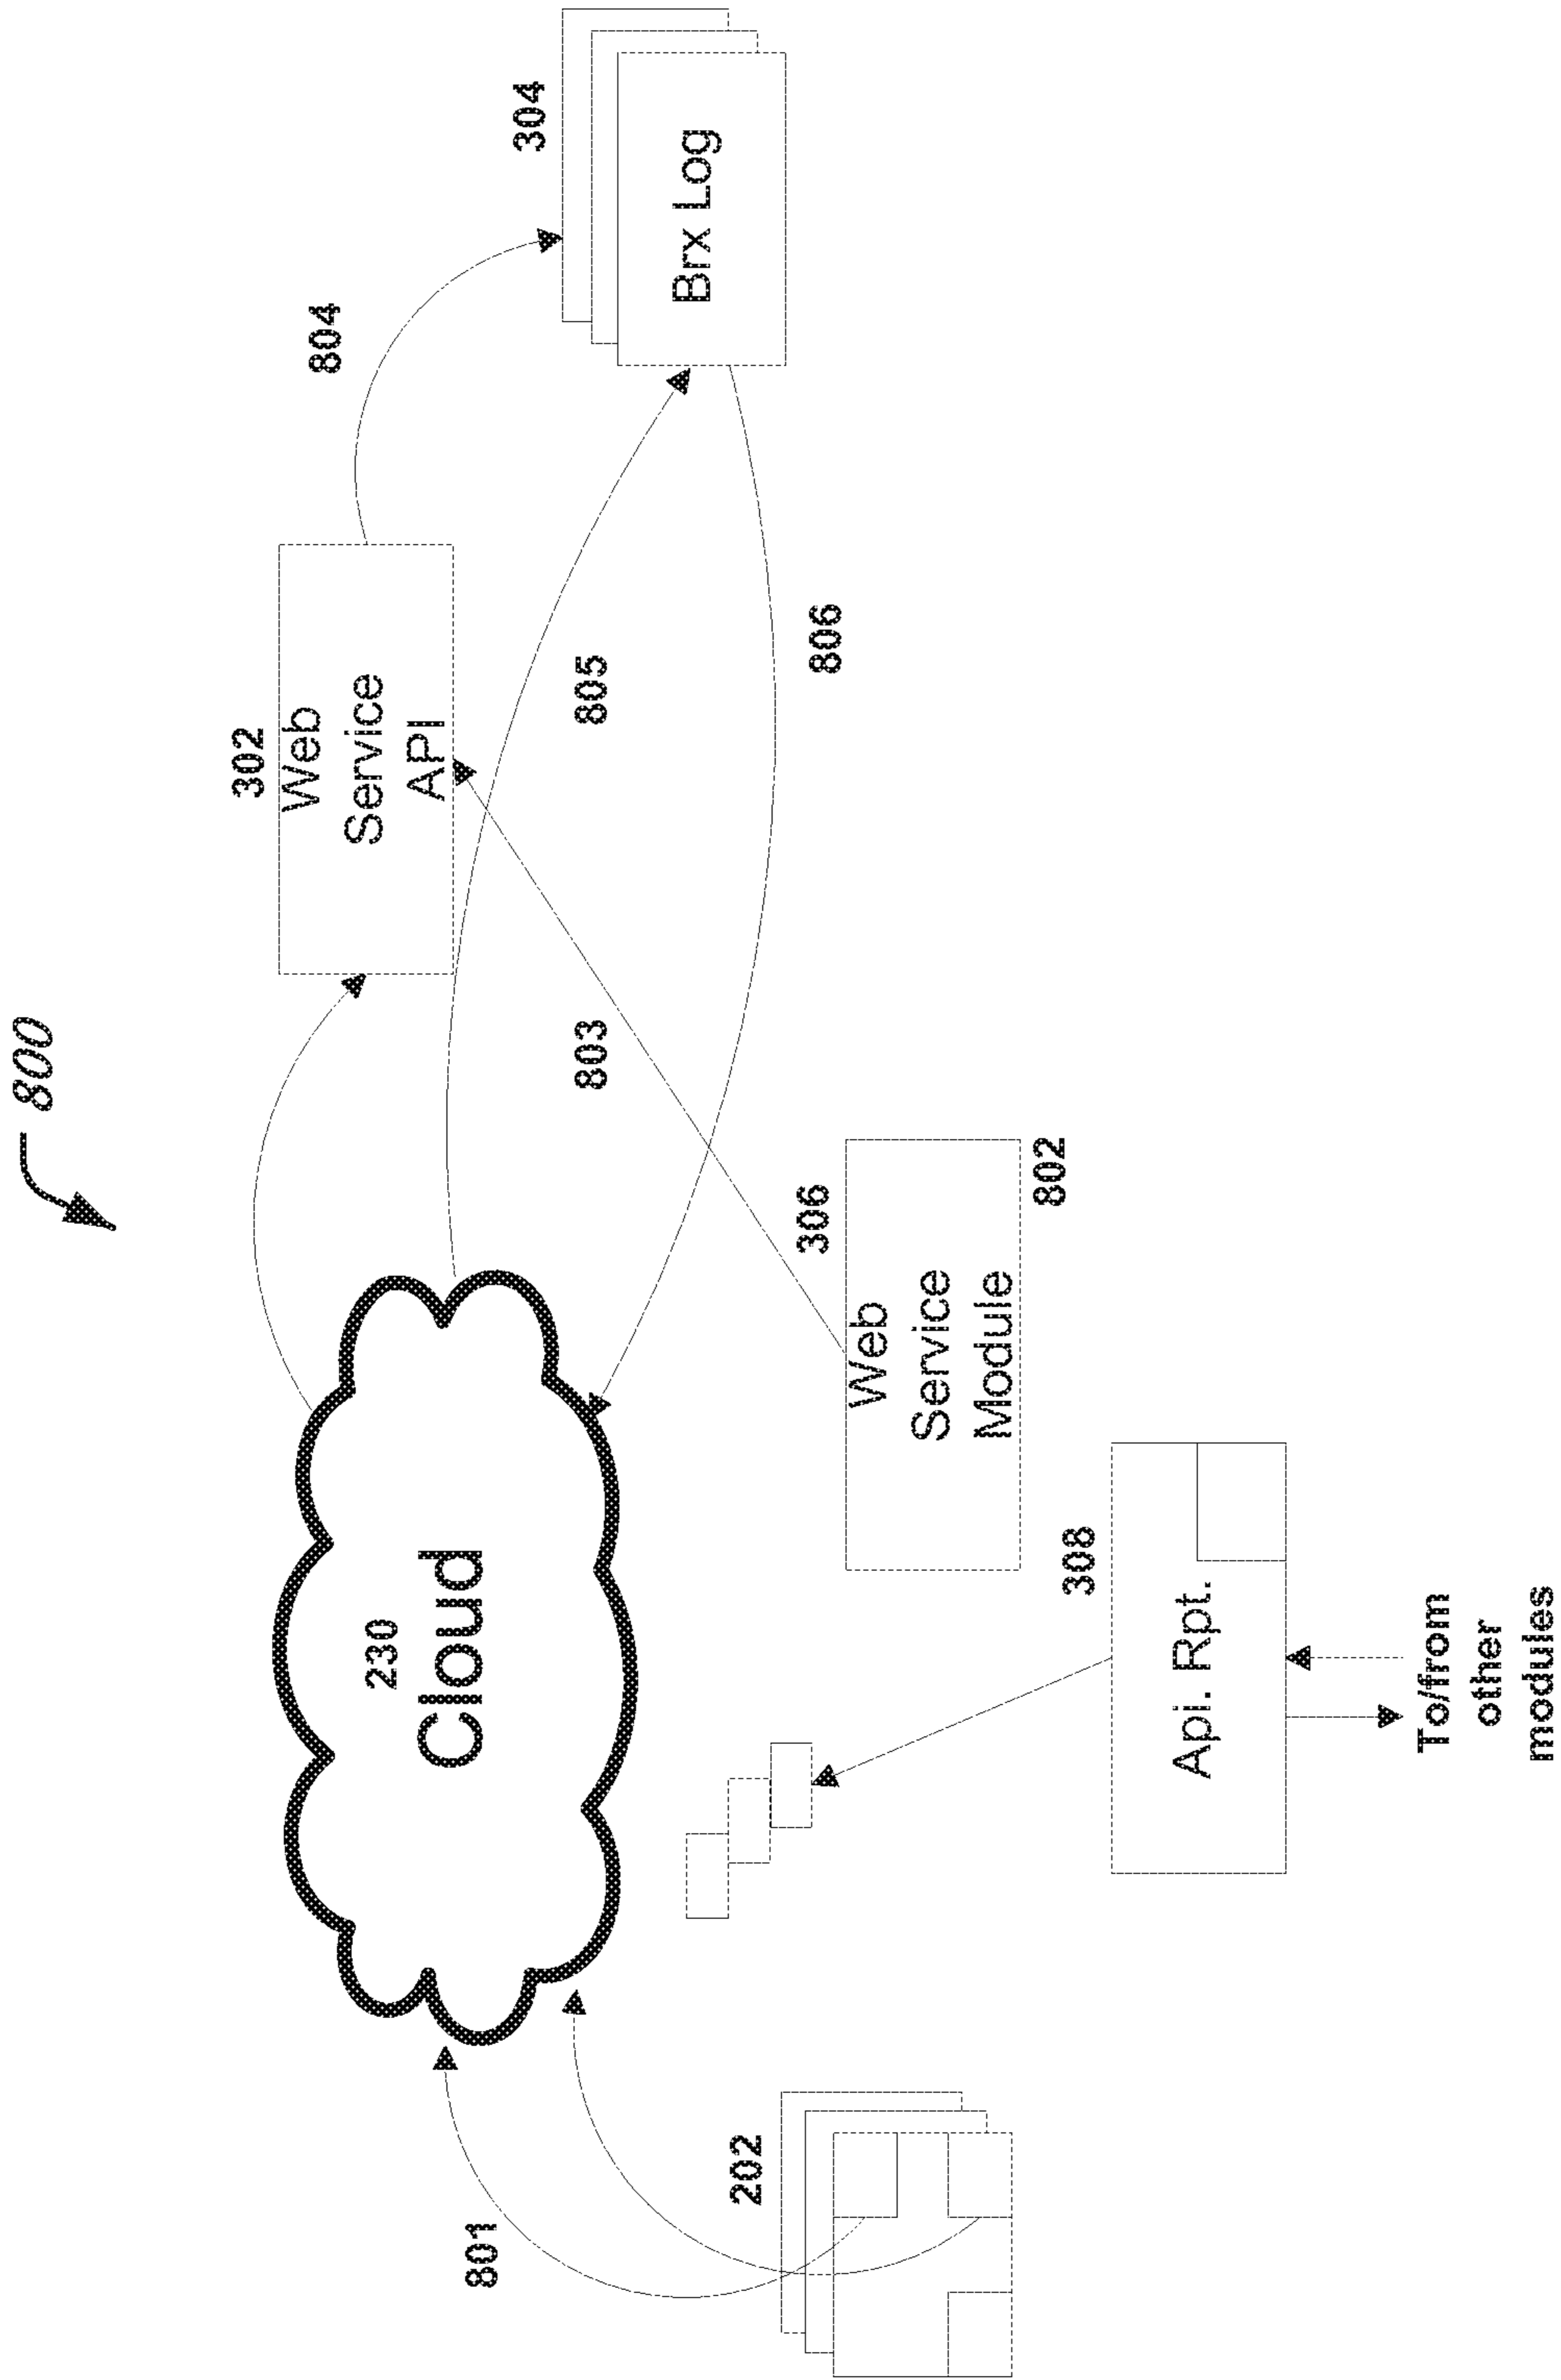 800
302
Web
Service
API
804
230
Cloud
801
304
Brx Log
803
805
202
806
306
Web
Service
Module
802
308
Apl. Rpt.
To/from
other
modules